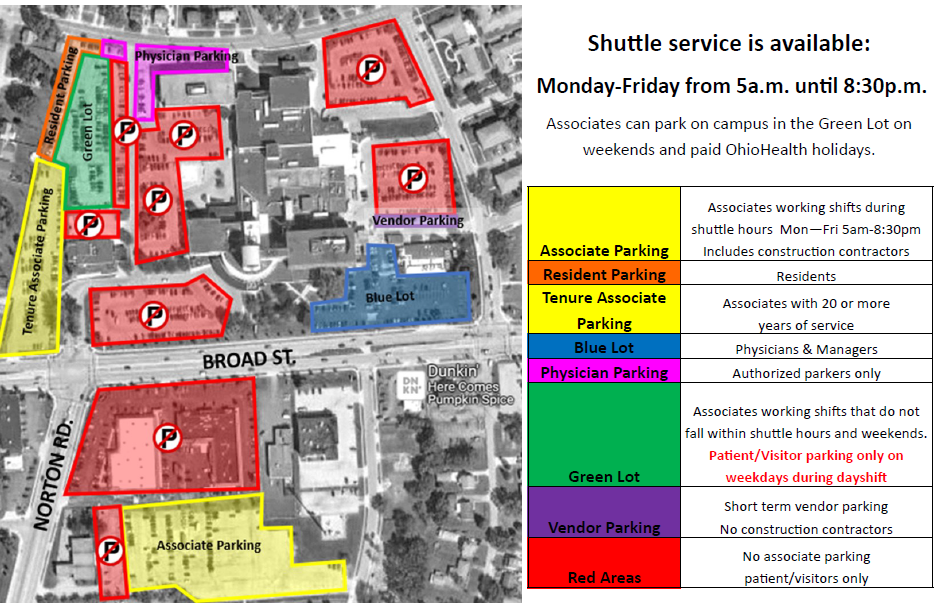 Physician Parking
Resident Parking
Green Lot
P
P
P
P
P
P
Vendor Parking
Tenure Associate Parking
Blue Lot
P
BROAD ST.
DN
KN'
Dunkin'
Here Comes
Pumpkin Spice
P
NORTON RD.
P
Associate Parking
Shuttle service is available:
Monday-Friday from 5a.m. until 8:30p.m.
Associates can park on campus in the Green Lot on
weekends and paid OhioHealth holidays.
Associate Parking
Associates working shifts during
shuttle hours Mon—Fri 5am-8:30pm
Includes construction contractors
Resident Parking
Residents
Tenure Associate
Parking
Associates with 20 or more
years of service
Blue Lot
Physicians & Managers
Physician Parking
Authorized parkers only
Green Lot
Associates working shifts that do not
fall within shuttle hours and weekends.
Patient/Visitor parking only on
weekdays during dayshift
Vendor Parking
Short term vendor parking
No construction contractors
Red Areas
No associate parking
patient/visitors only